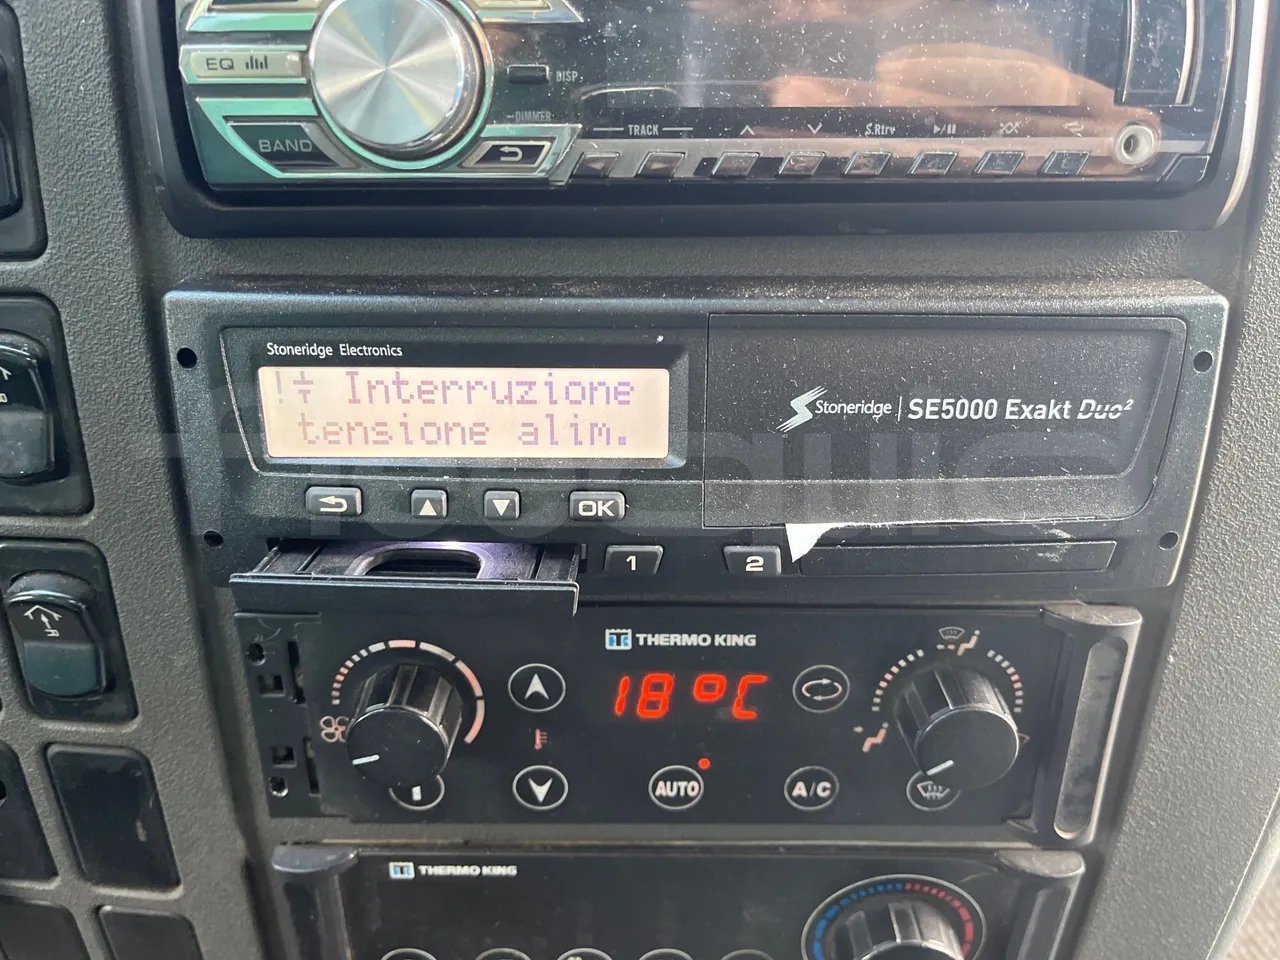 EQ
DISP
DIMMER
BAND
TRACK
S.Rtrv
Stoneridge Electronics
! Interruzione
tensione alim.
Stoneridge | SE5000 Exakt Duo²
OK
1
2
THERMO KING
18°C
AUTO
A/C
THERMO KING